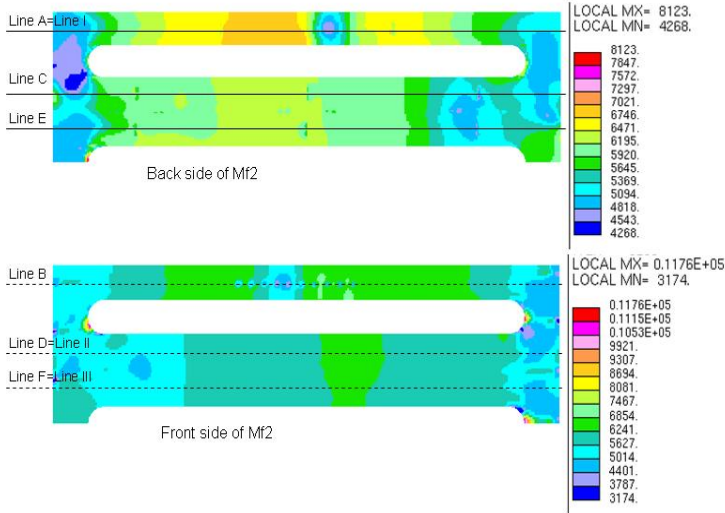 Line A=Line I
Line C
Line E
Back side of Mf2
LOCAL MX= 8123.
LOCAL MN= 4268.
8123.
7847.
7572.
7297.
7021.
6746.
6471.
6195.
5920.
5645.
5369.
5094.
4818.
4543.
4268.
Line B
Line D=Line II
Line F=Line III
Front side of Mf2
LOCAL MX= 0.1176E+05
LOCAL MN= 3174.
0.1176E+05
0.1115E+05
0.1053E+05
9921.
9307.
8694.
8081.
7467.
6854.
6241.
5627.
5014.
4401.
3787.
3174.